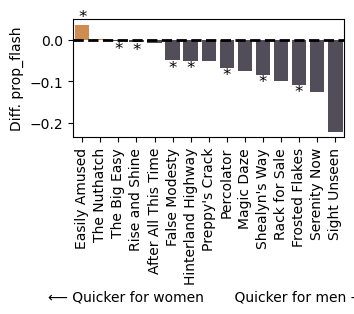 *
0.0
* * * * * * *
−0.1
−0.2
Diff. prop_flash
Easily Amused
The Nuthatch
The Big Easy
Rise and Shine
After All This Time
False Modesty
Hinterland Highway
Preppy's Crack
Percolator
Magic Daze
Shealyn's Way
Rack for Sale
Frosted Flakes
Serenity Now
Sight Unseen
⟵ Quicker for women Quicker for men -